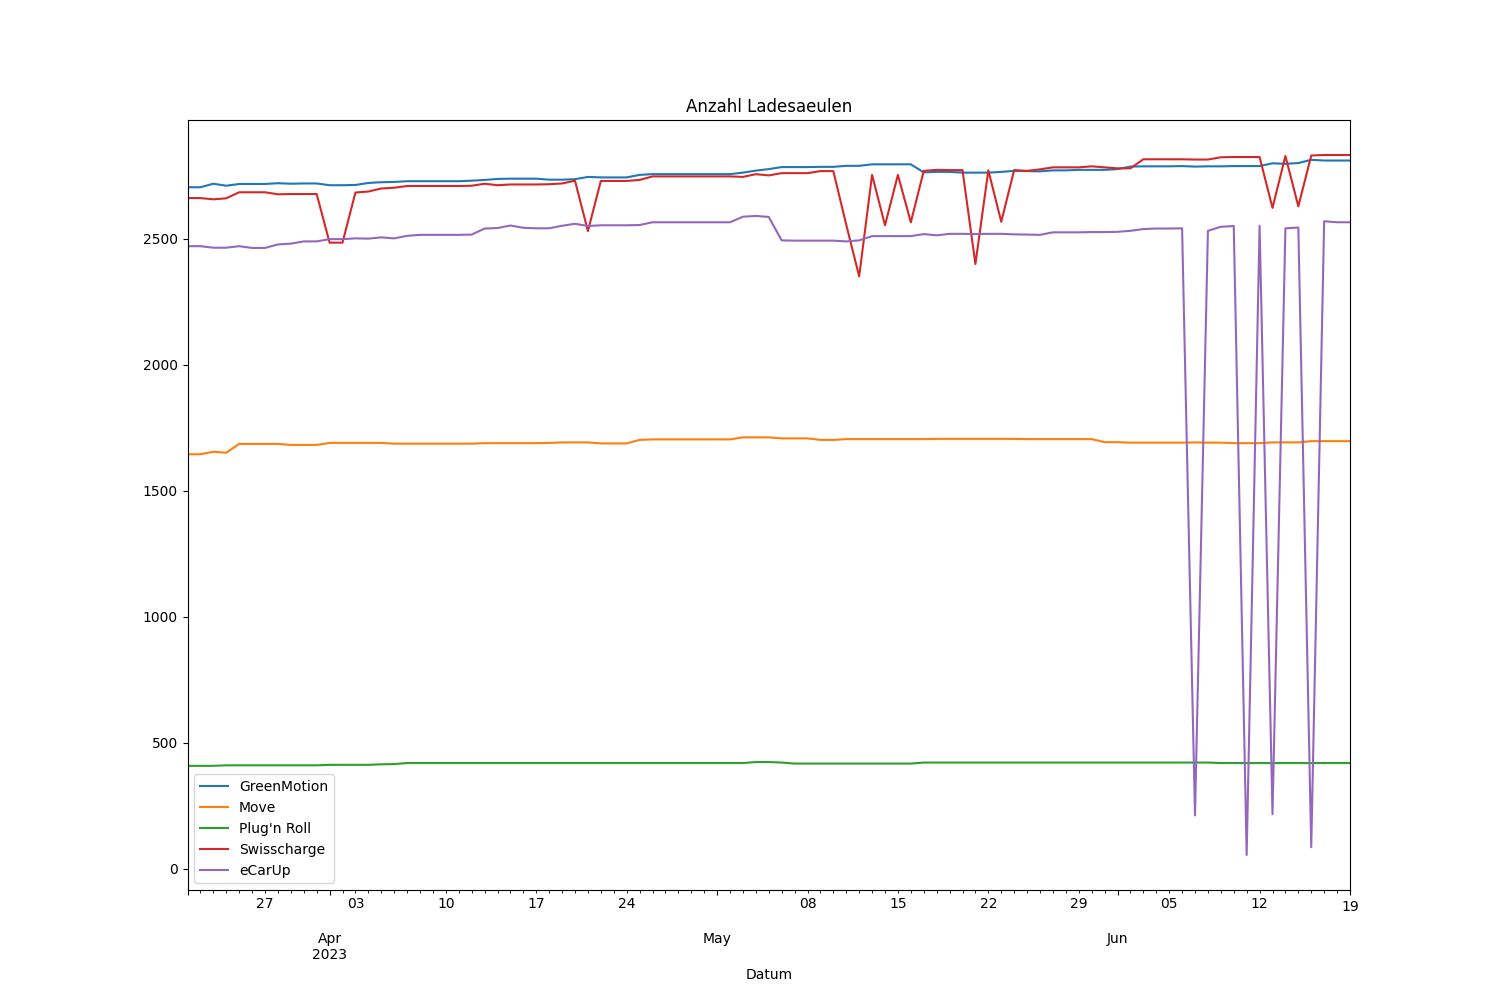 Anzahl Ladesaeulen
2500
2000
1500
1000
500
0
GreenMotion
Move
Plug'n Roll
Swisscharge
eCarUp
27 03 10 17 24 08 15 22 29 05 12 19
Apr May Jun
2023
Datum